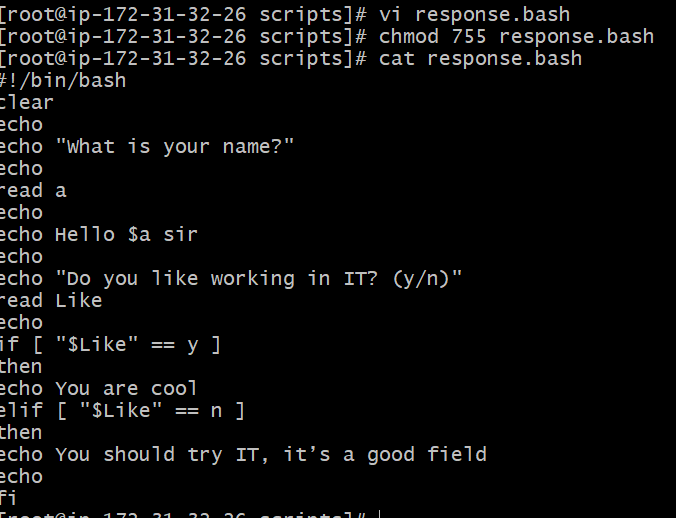 [root@ip-172-31-32-26 scripts]# vi response.bash
[root@ip-172-31-32-26 scripts]# chmod 755 response.bash
[root@ip-172-31-32-26 scripts]# cat response.bash
#!/bin/bash
clear
echo
echo "What is your name?"
echo
read a
echo
echo Hello $a sir
echo
echo "Do you like working in IT? (y/n)"
read Like
echo
if [ "$Like" == y ]
then
echo You are cool
elif [ "$Like" == n ]
then
echo You should try IT, it’s a good field
echo
fi
[root@ip-172-31-32-26 scripts]#